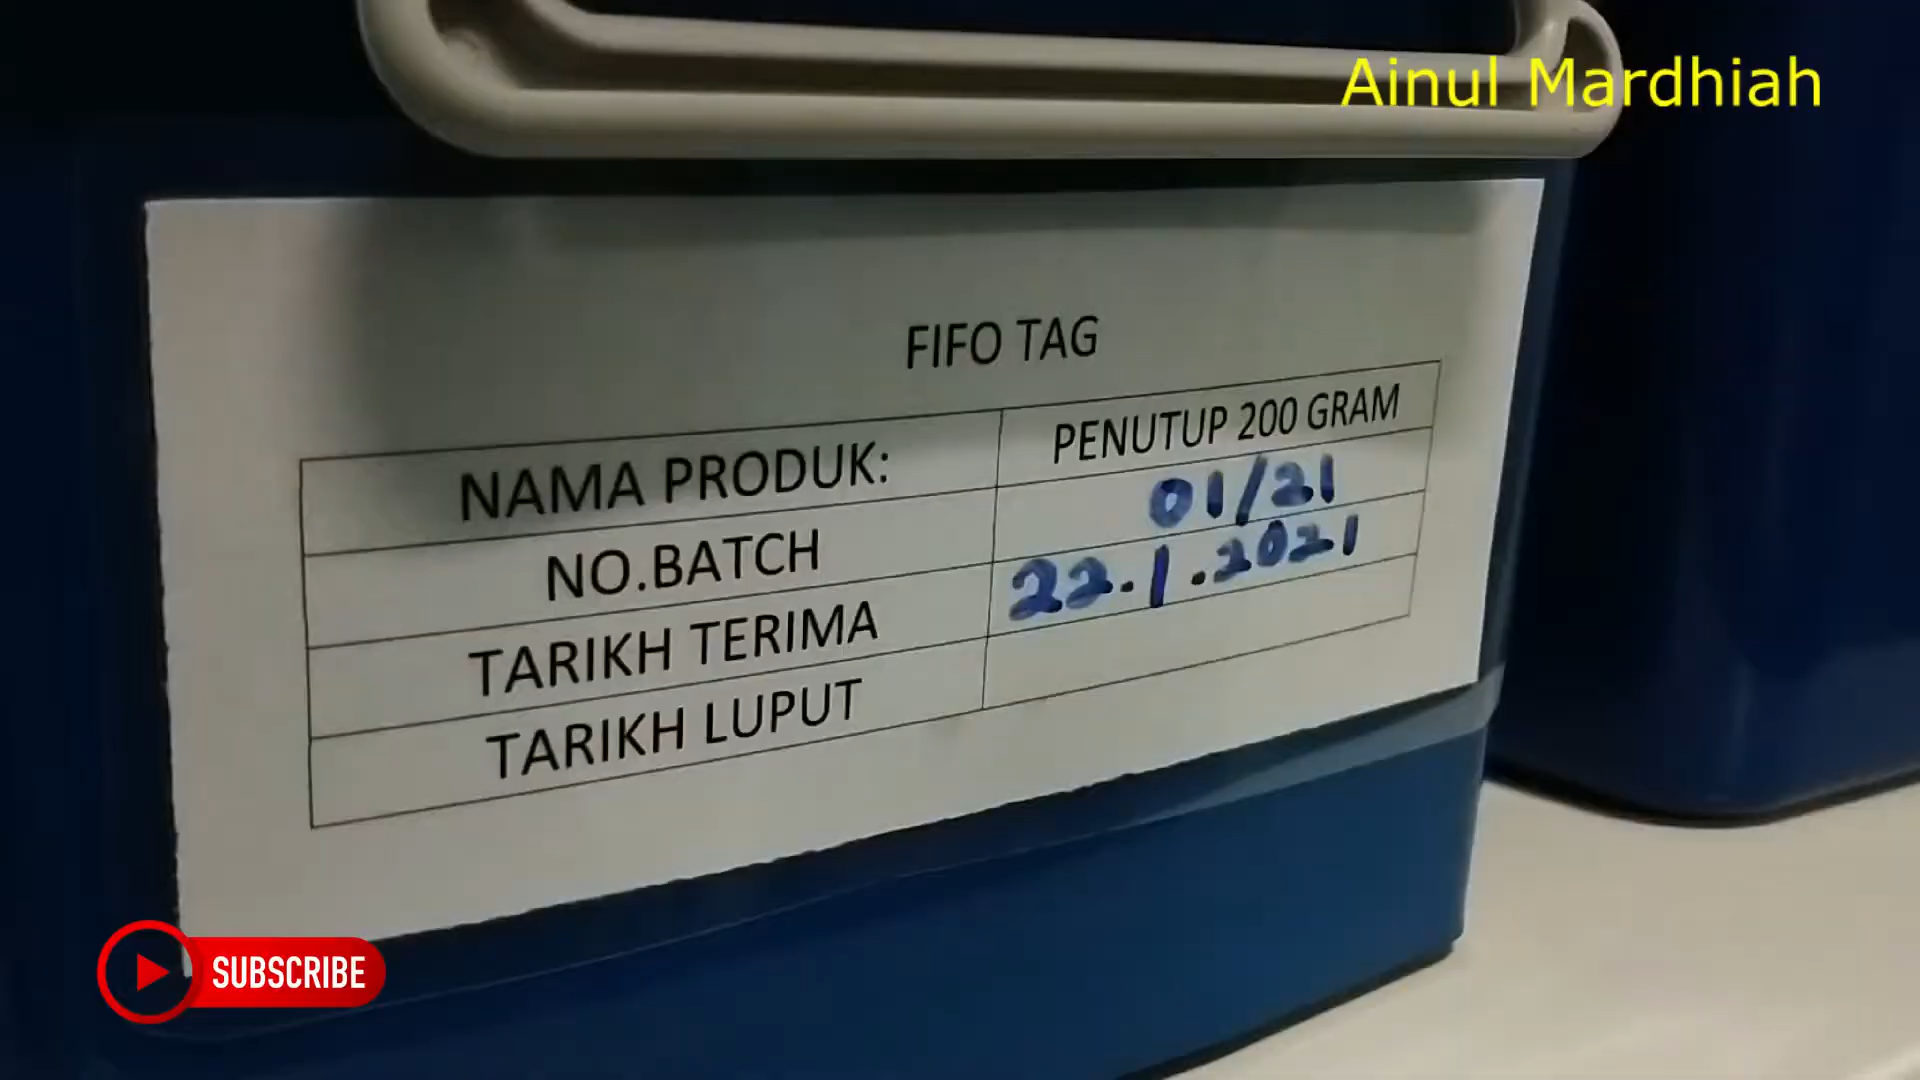 Ainul Mardhiah
FIFO TAG
NAMA PRODUK: PENUTUP 200 GRAM
NO.BATCH 01/21
TARIKH TERIMA 22.1.2021
TARIKH LUPUT
SUBSCRIBE